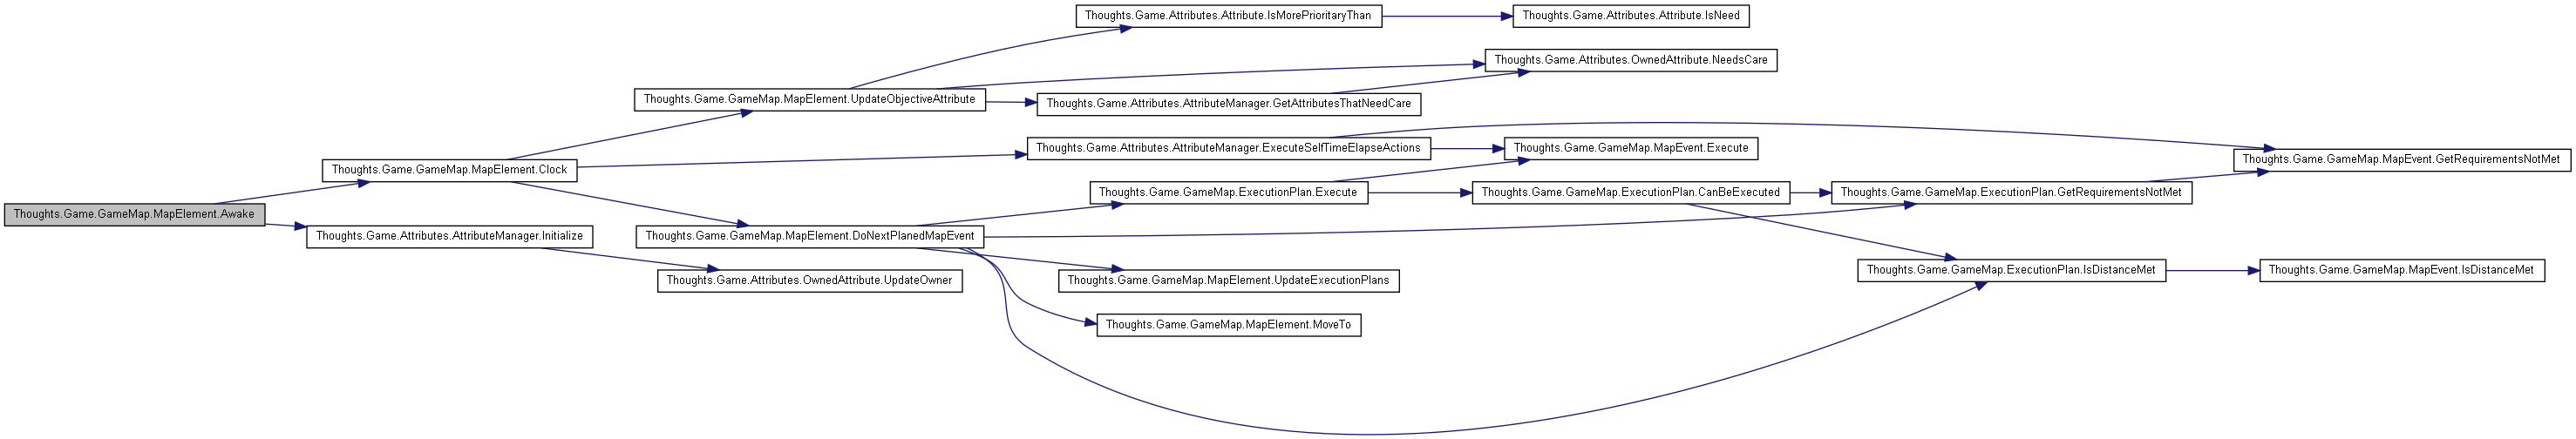 Thoughts.Game.Attributes.Attribute.IsMorePrioritaryThan
Thoughts.Game.Attributes.Attribute.IsNeed
Thoughts.Game.Attributes.OwnedAttribute.NeedsCare
Thoughts.Game.GameMap.MapElement.UpdateObjectiveAttribute
Thoughts.Game.Attributes.AttributeManager.GetAttributesThatNeedCare
Thoughts.Game.Attributes.AttributeManager.ExecuteSelfTimeElapseActions
Thoughts.Game.GameMap.MapEvent.Execute
Thoughts.Game.GameMap.MapEvent.GetRequirementsNotMet
Thoughts.Game.GameMap.MapElement.Clock
Thoughts.Game.GameMap.ExecutionPlan.Execute
Thoughts.Game.GameMap.ExecutionPlan.CanBeExecuted
Thoughts.Game.GameMap.ExecutionPlan.GetRequirementsNotMet
Thoughts.Game.GameMap.MapElement.Awake
Thoughts.Game.Attributes.AttributeManager.Initialize
Thoughts.Game.GameMap.MapElement.DoNextPlanedMapEvent
Thoughts.Game.Attributes.OwnedAttribute.UpdateOwner
Thoughts.Game.GameMap.MapElement.UpdateExecutionPlans
Thoughts.Game.GameMap.ExecutionPlan.IsDistanceMet
Thoughts.Game.GameMap.MapEvent.IsDistanceMet
Thoughts.Game.GameMap.MapElement.MoveTo